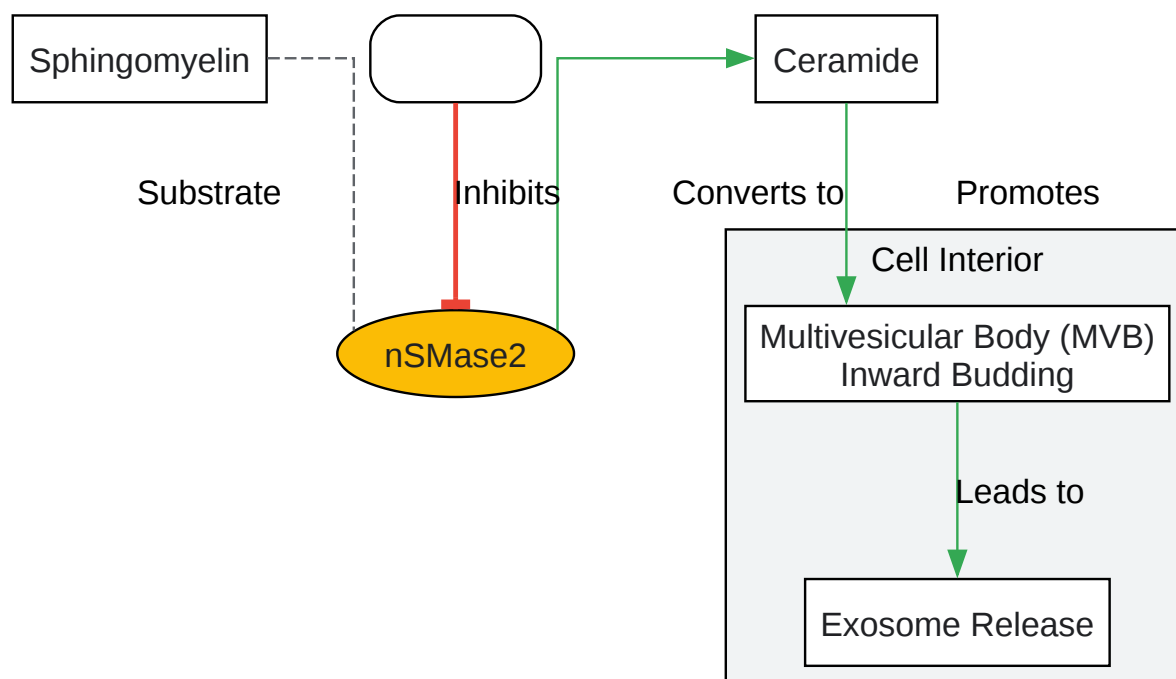 Sphingomyelin
Ceramide
Substrate
Inhibits
Converts to
Promotes
Cell Interior
nSMase2
Multivesicular Body (MVB)
Inward Budding
Leads to
Exosome Release